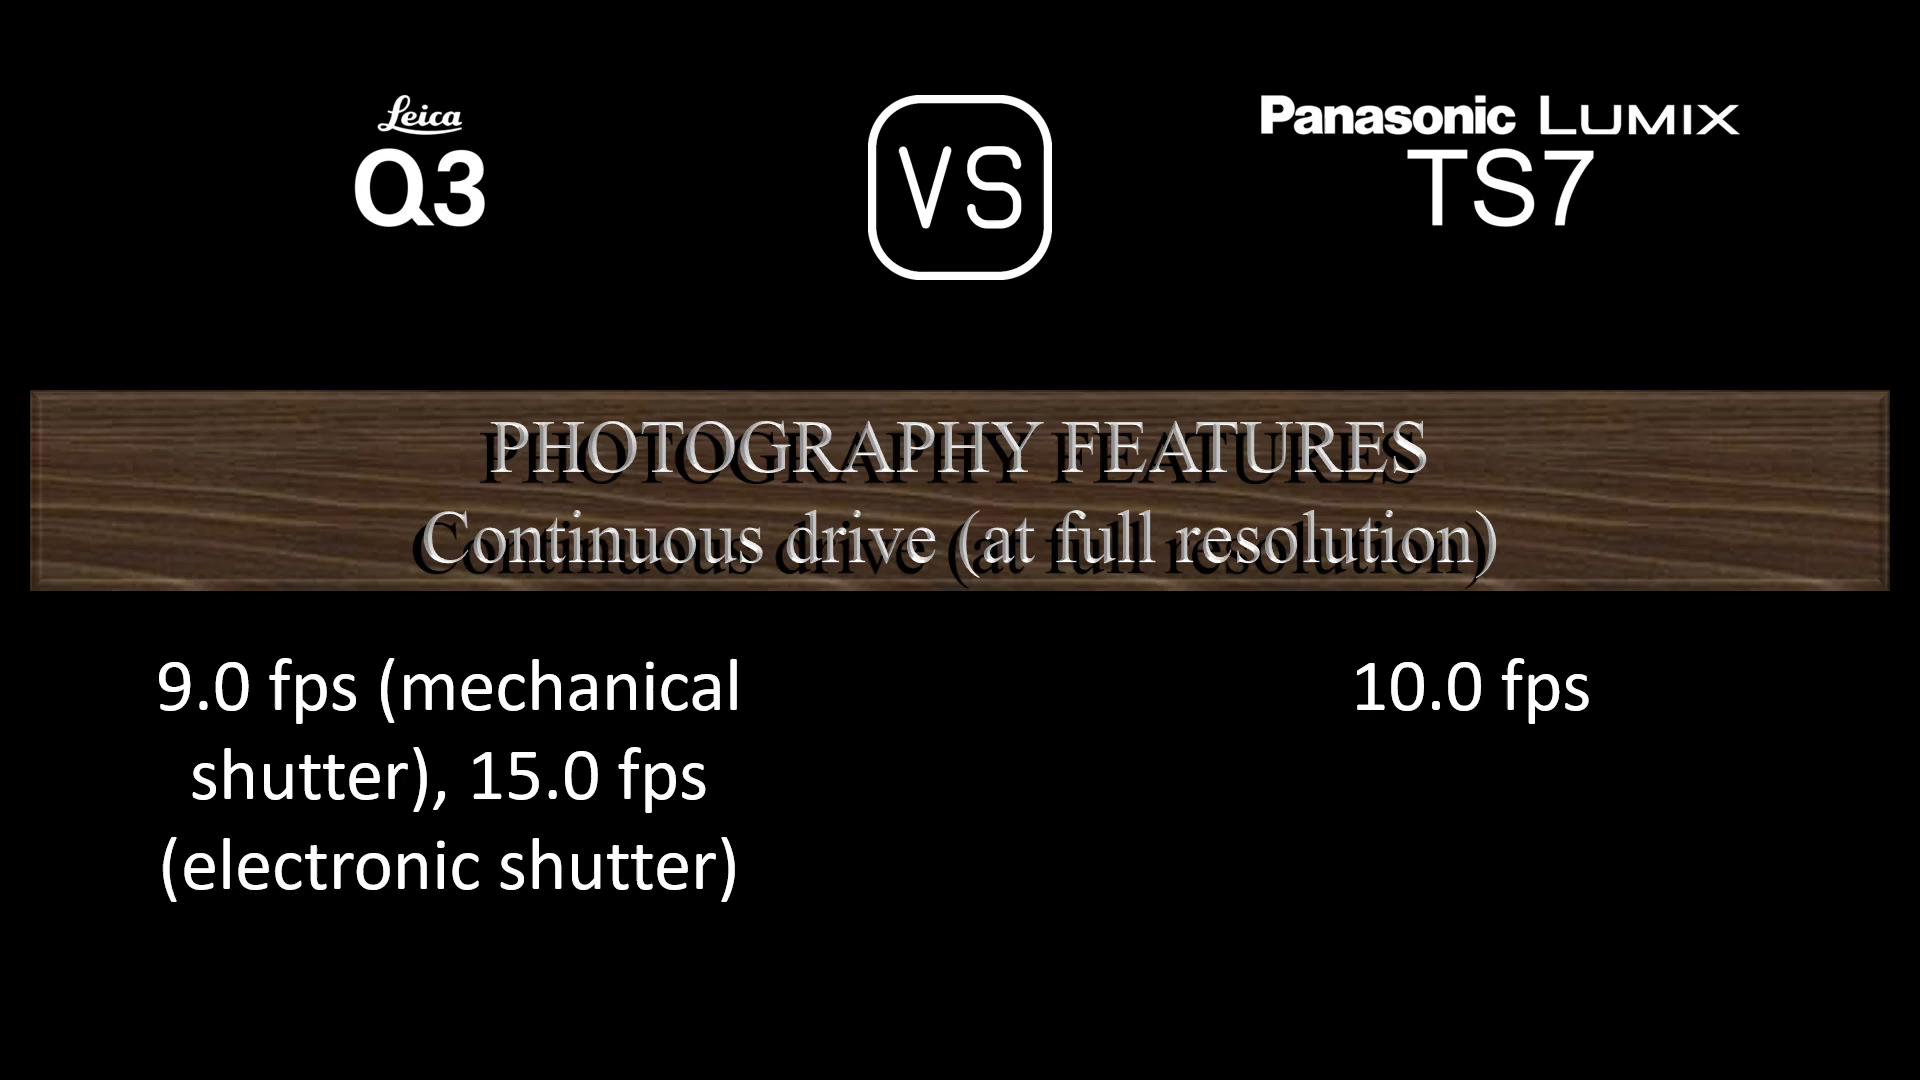 Leica
Q3
VS
Panasonic LUMIX
TS7
PHOTOGRAPHY FEATURES
Continuous drive (at full resolution)
9.0 fps (mechanical
shutter), 15.0 fps
(electronic shutter)
10.0 fps